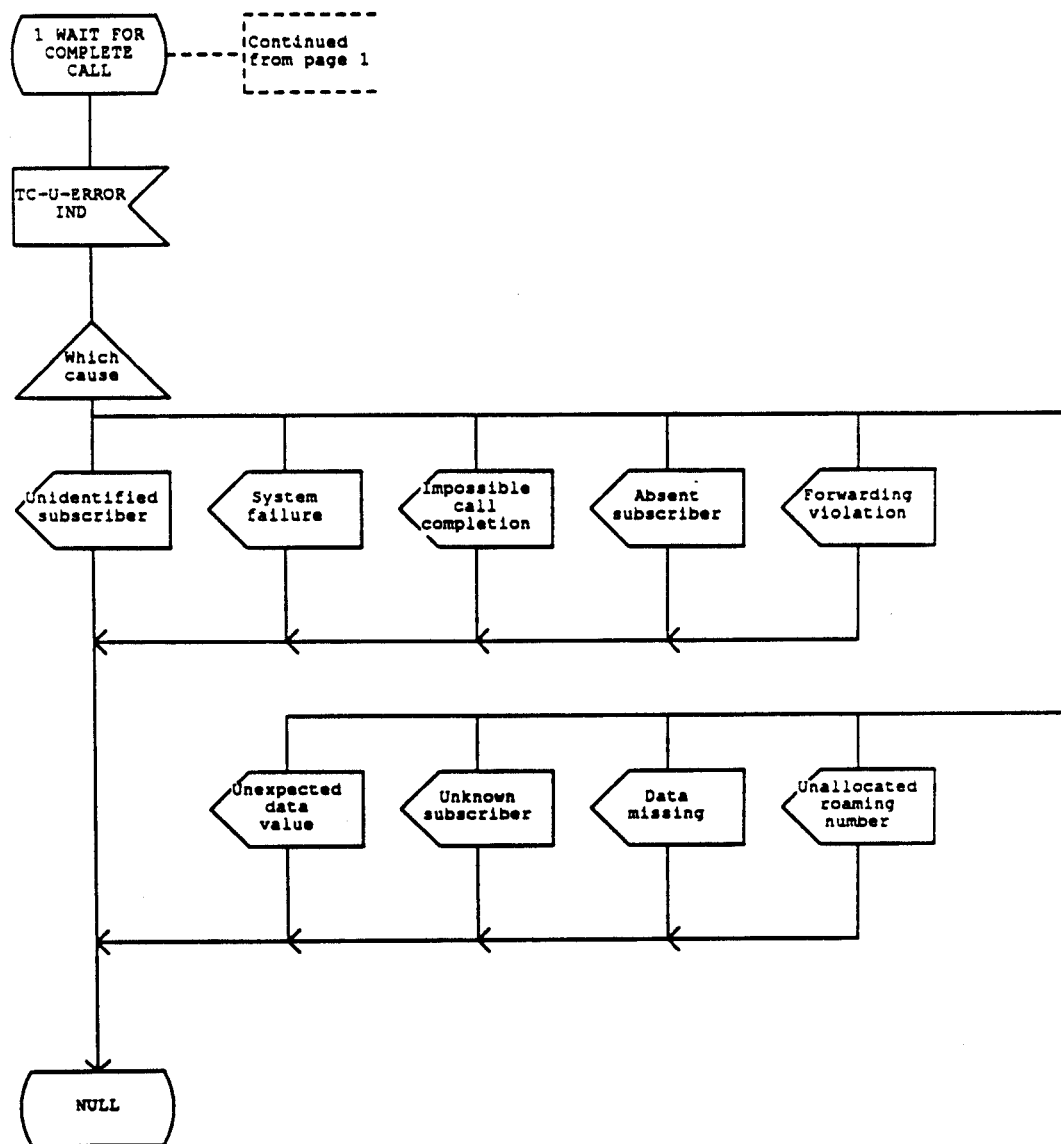 1 WAIT FOR
COMPLETE
CALL
Continued
from page 1
TC-U-ERROR
IND
Which
cause
Unidentified
subscriber
System
failure
Impossible
call
completion
Absent
subscriber
Forwarding
violation
Unexpected
data
value
Unknown
subscriber
Data
missing
Unallocated
roaming
number
NULL